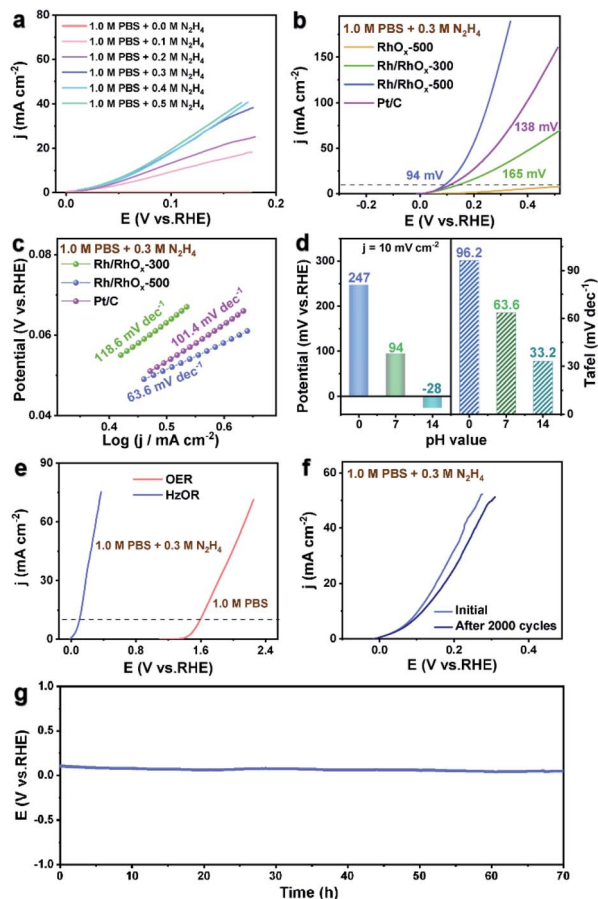 a
1.0 M PBS + 0.0 M N₂H₄
1.0 M PBS + 0.1 M N₂H₄
1.0 M PBS + 0.2 M N₂H₄
1.0 M PBS + 0.3 M N₂H₄
1.0 M PBS + 0.4 M N₂H₄
1.0 M PBS + 0.5 M N₂H₄
j (mA cm⁻²)
80
60
40
20
0
0.0
0.1
0.2
E (V vs.RHE)
b
1.0 M PBS + 0.3 M N₂H₄
RhOₓ-500
Rh/RhOₓ-300
Rh/RhOₓ-500
Pt/C
138 mV
94 mV
165 mV
j (mA cm⁻²)
150
100
50
0
-0.2
0.0
0.2
0.4
E (V vs.RHE)
c
1.0 M PBS + 0.3 M N₂H₄
Rh/RhOₓ-300
Rh/RhOₓ-500
Pt/C
118.6 mV dec⁻¹
101.4 mV dec⁻¹
63.6 mV dec⁻¹
Potential (V vs.RHE)
0.08
0.06
0.04
0.4
0.5
0.6
0.7
Log (j / mA cm⁻²)
d
j = 10 mV cm⁻²
247
94
-28
96.2
63.6
33.2
Potential (mV vs.RHE)
300
200
100
0
Tafel (mV dec⁻¹)
90
60
30
0
0
7
14
0
7
14
pH value
e
OER
HzOR
1.0 M PBS + 0.3 M N₂H₄
1.0 M PBS
j (mA cm⁻²)
90
60
30
0
0.0
0.8
1.6
2.4
E (V vs.RHE)
f
1.0 M PBS + 0.3 M N₂H₄
Initial
After 2000 cycles
j (mA cm⁻²)
60
40
20
0
0.0
0.2
0.4
E (V vs.RHE)
g
E (V vs.RHE)
1.0
0.5
0.0
-0.5
-1.0
0
10
20
30
40
50
60
70
Time (h)